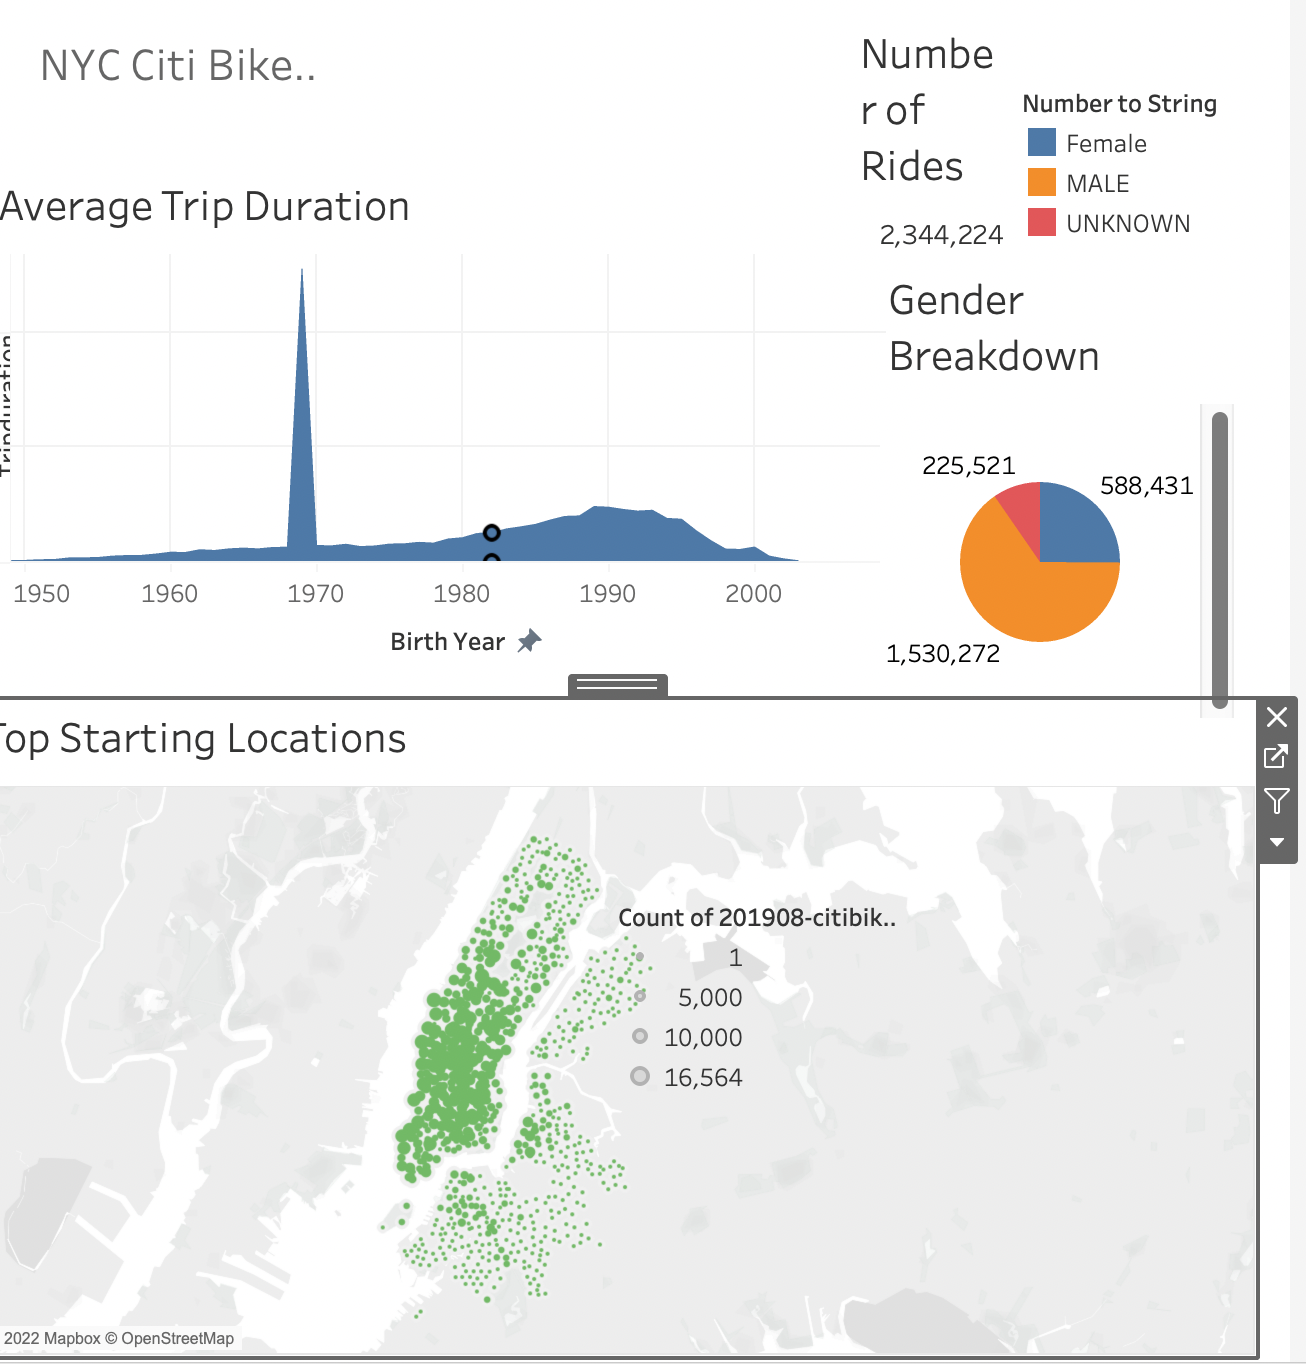 NYC Citi Bike..
Numbe
r of
Rides
2,344,224
Number to String
Female
MALE
UNKNOWN
Average Trip Duration
Tripduration
1950
1960
1970
1980
1990
2000
Birth Year
Gender
Breakdown
225,521
588,431
1,530,272
Top Starting Locations
Count of 201908-citibik..
1
5,000
10,000
16,564
2022 Mapbox © OpenStreetMap